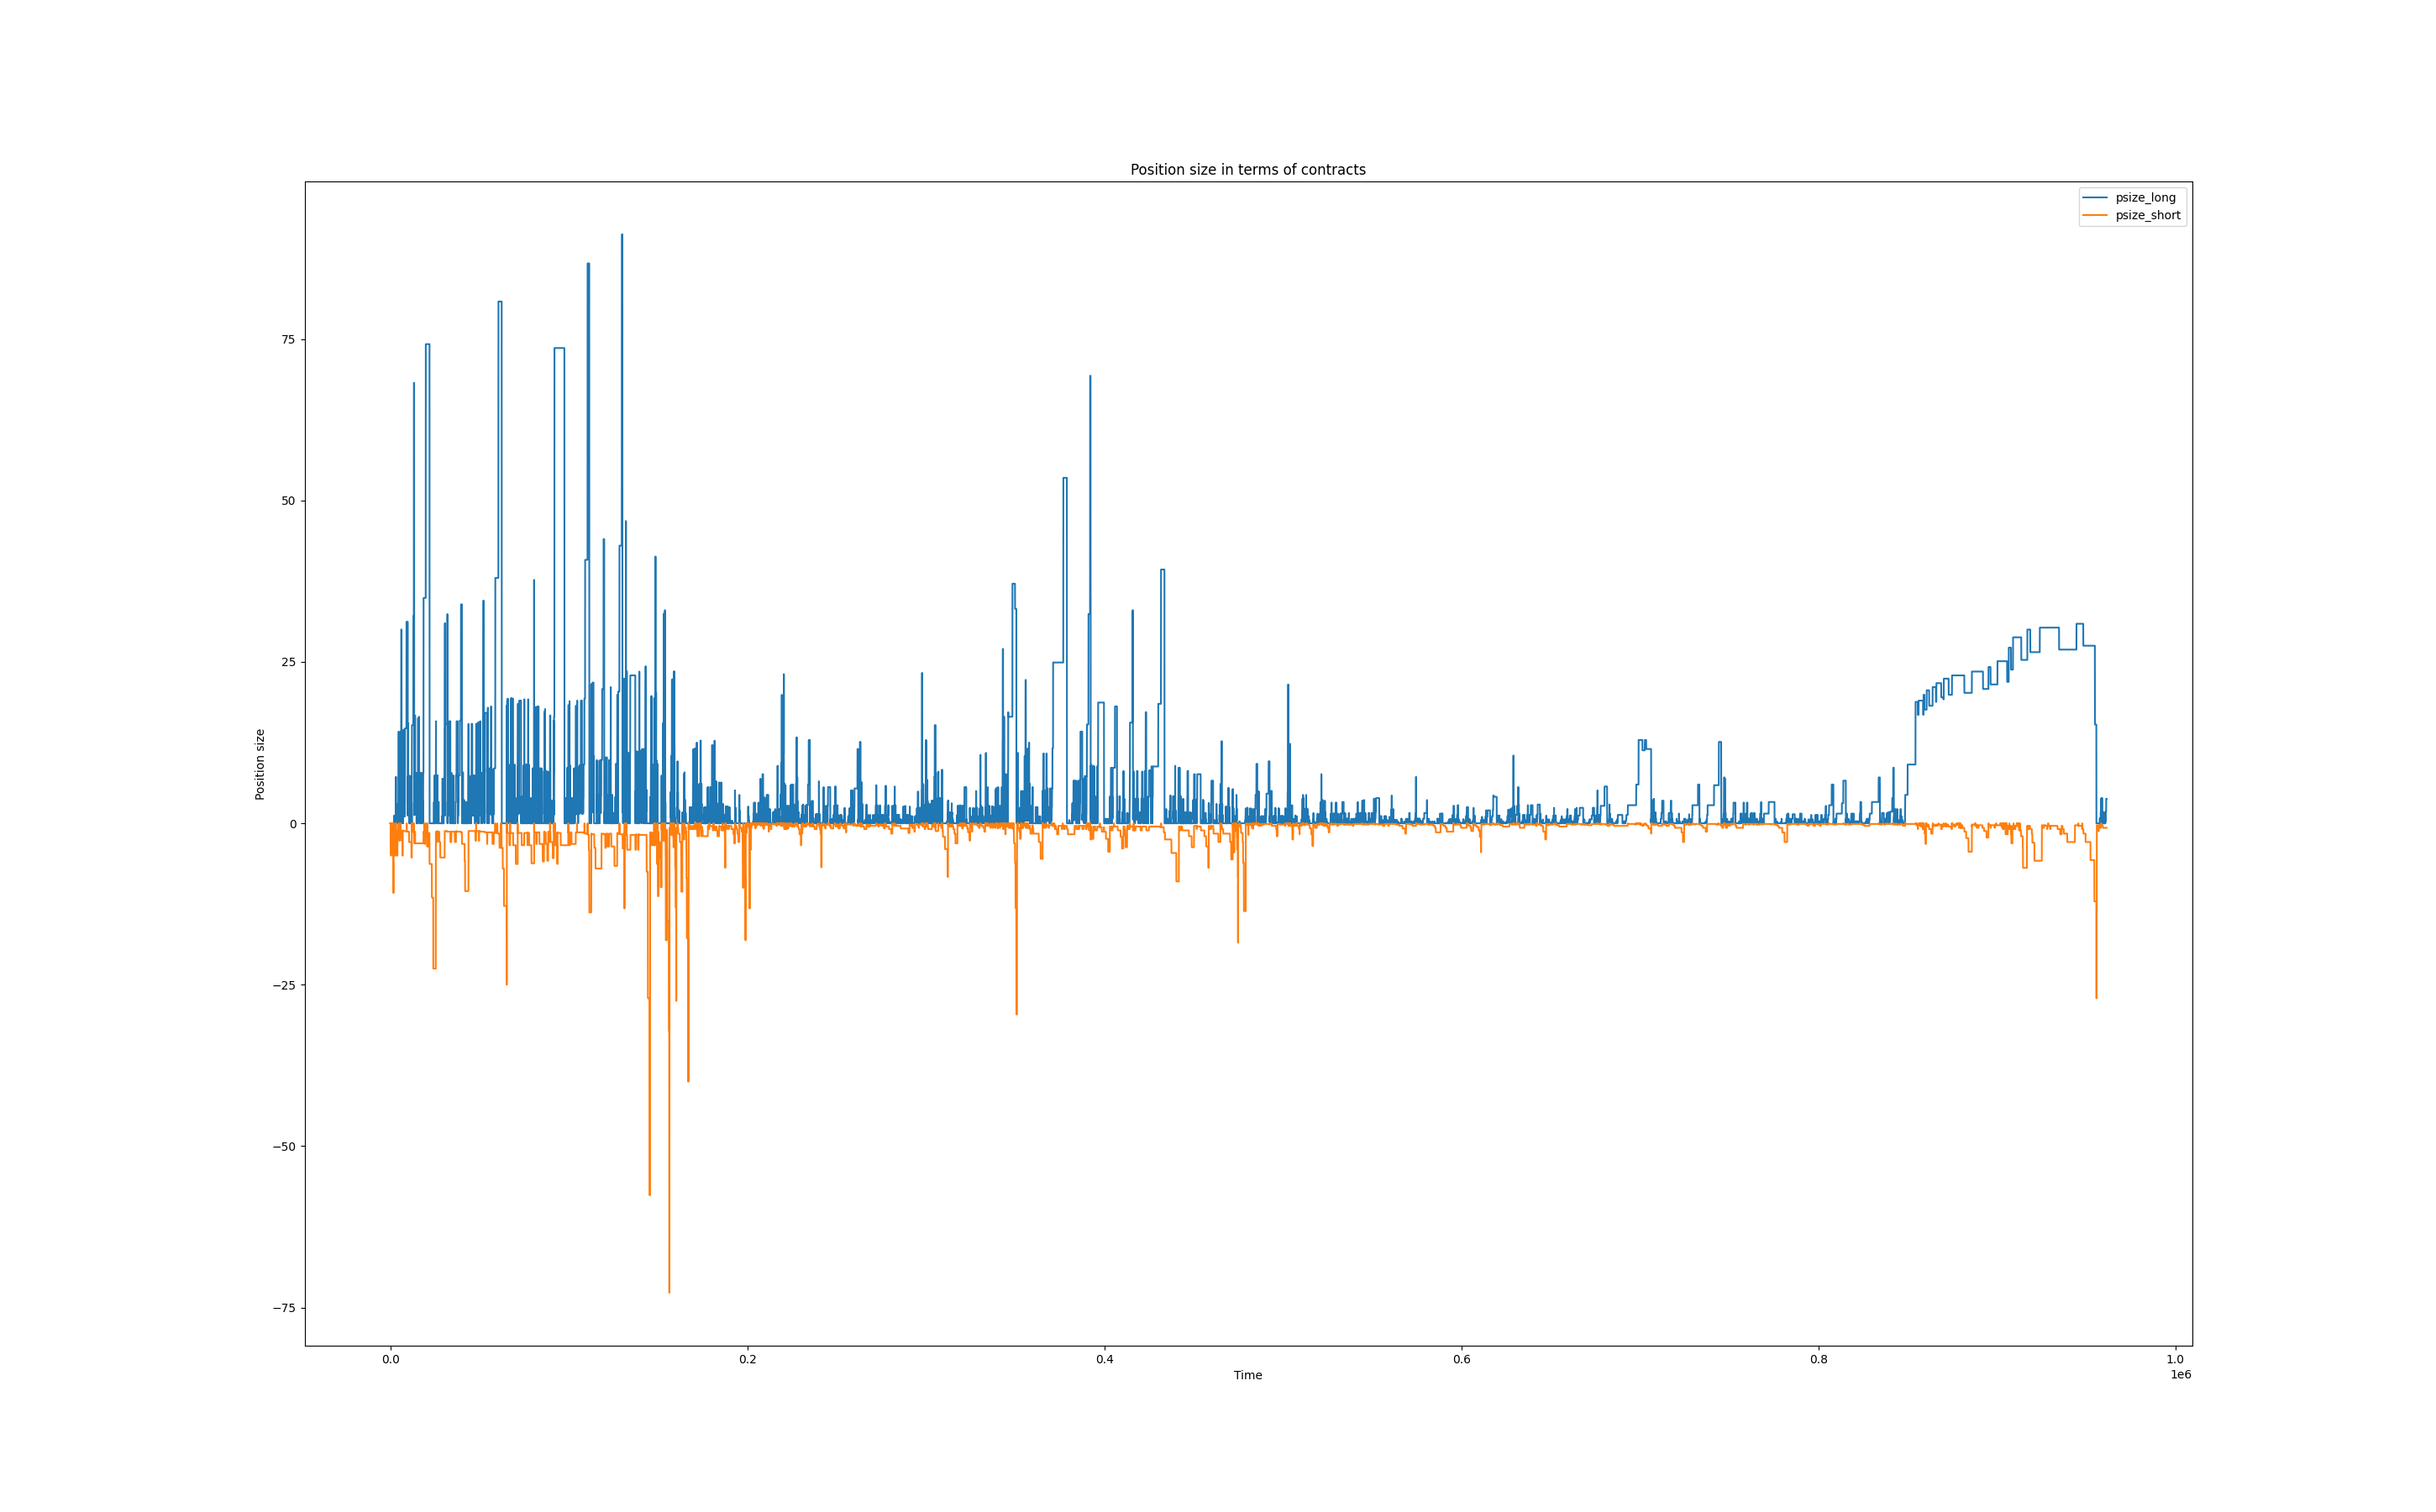 Position size in terms of contracts
psize_long
psize_short
Position size
75
50
25
0
−25
−50
−75
0.0
0.2
0.4
0.6
0.8
1.0
1e6
Time